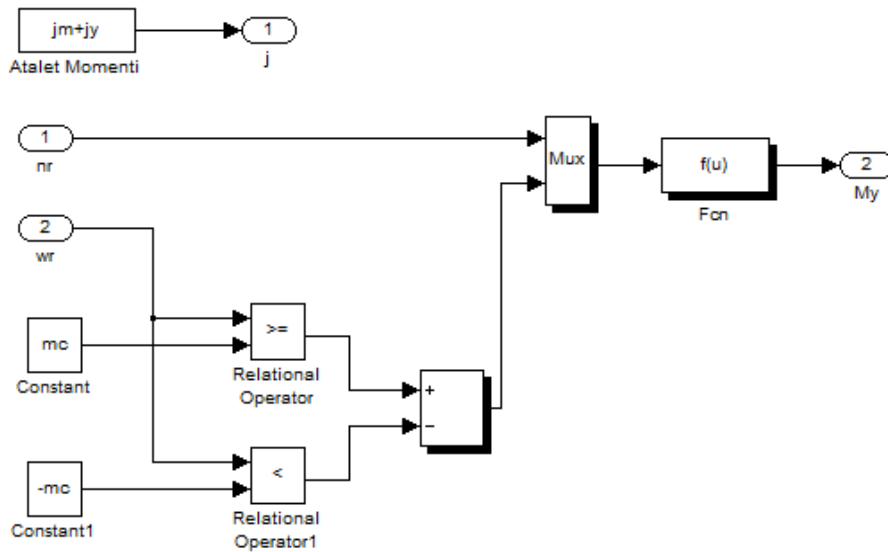 jm+jy
1
Atalet Momenti
j
1
nr
Mux
f(u)
2
My
Fcn
2
wr
mc
>=
Constant
Relational
Operator
+
−
-mc
<
Constant1
Relational
Operator1